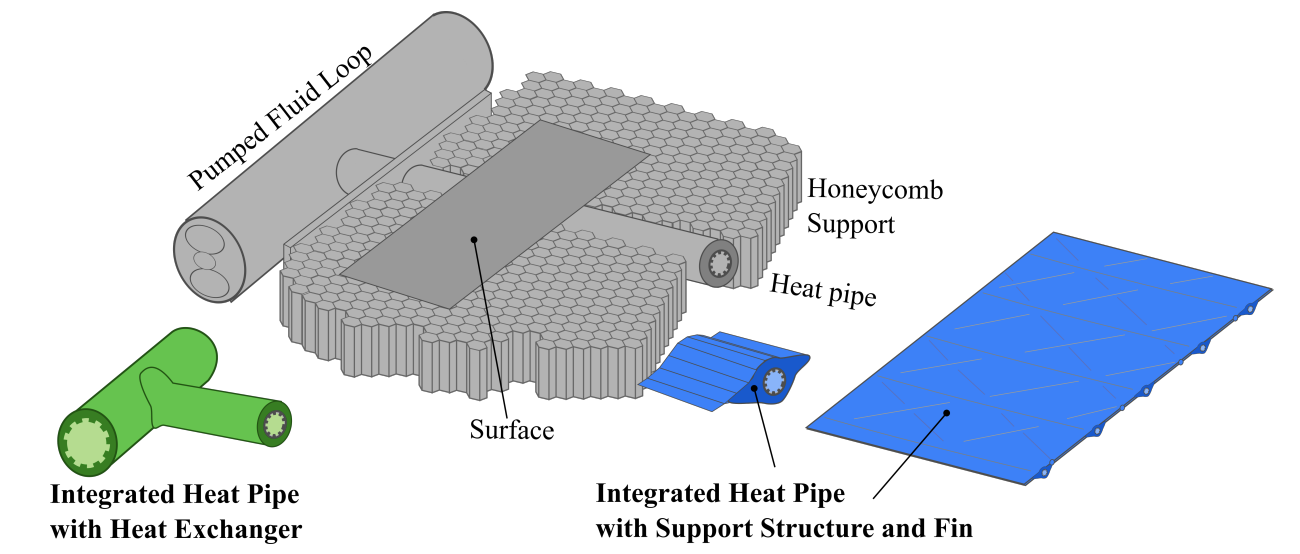 Pumped Fluid Loop
Honeycomb
Support
Heat pipe
Surface
Integrated Heat Pipe
with Heat Exchanger
Integrated Heat Pipe
with Support Structure and Fin